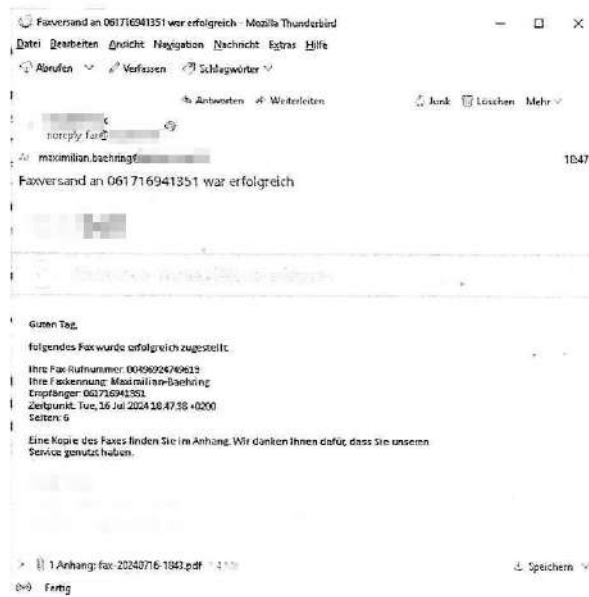 Faxversand an 061716941351 war erfolgreich - Mozilla Thunderbird
Datei Bearbeiten Ansicht Navigation Nachricht Extras Hilfe
Abrufen Verfassen Schlagwörter
Antworten Weiterleiten Junk Löschen Mehr
noreply-fax@
An maximilian.baehring@
18:47
Faxversand an 061716941351 war erfolgreich
Guten Tag,
folgendes Fax wurde erfolgreich zugestellt
Ihre Fax-Rufnummer: 00496924749619
Ihre Faxkennung: Maximilian-Baehring
Empfänger: 061716941351
Zeitpunkt: Tue, 16 Jul 2024 18:47:38 +0200
Seiten: 6
Eine Kopie des Faxes finden Sie im Anhang. Wir danken Ihnen dafür, dass Sie unseren
Service genutzt haben.
1 Anhang: fax-20240716-1843.pdf
Speichern
Fertig